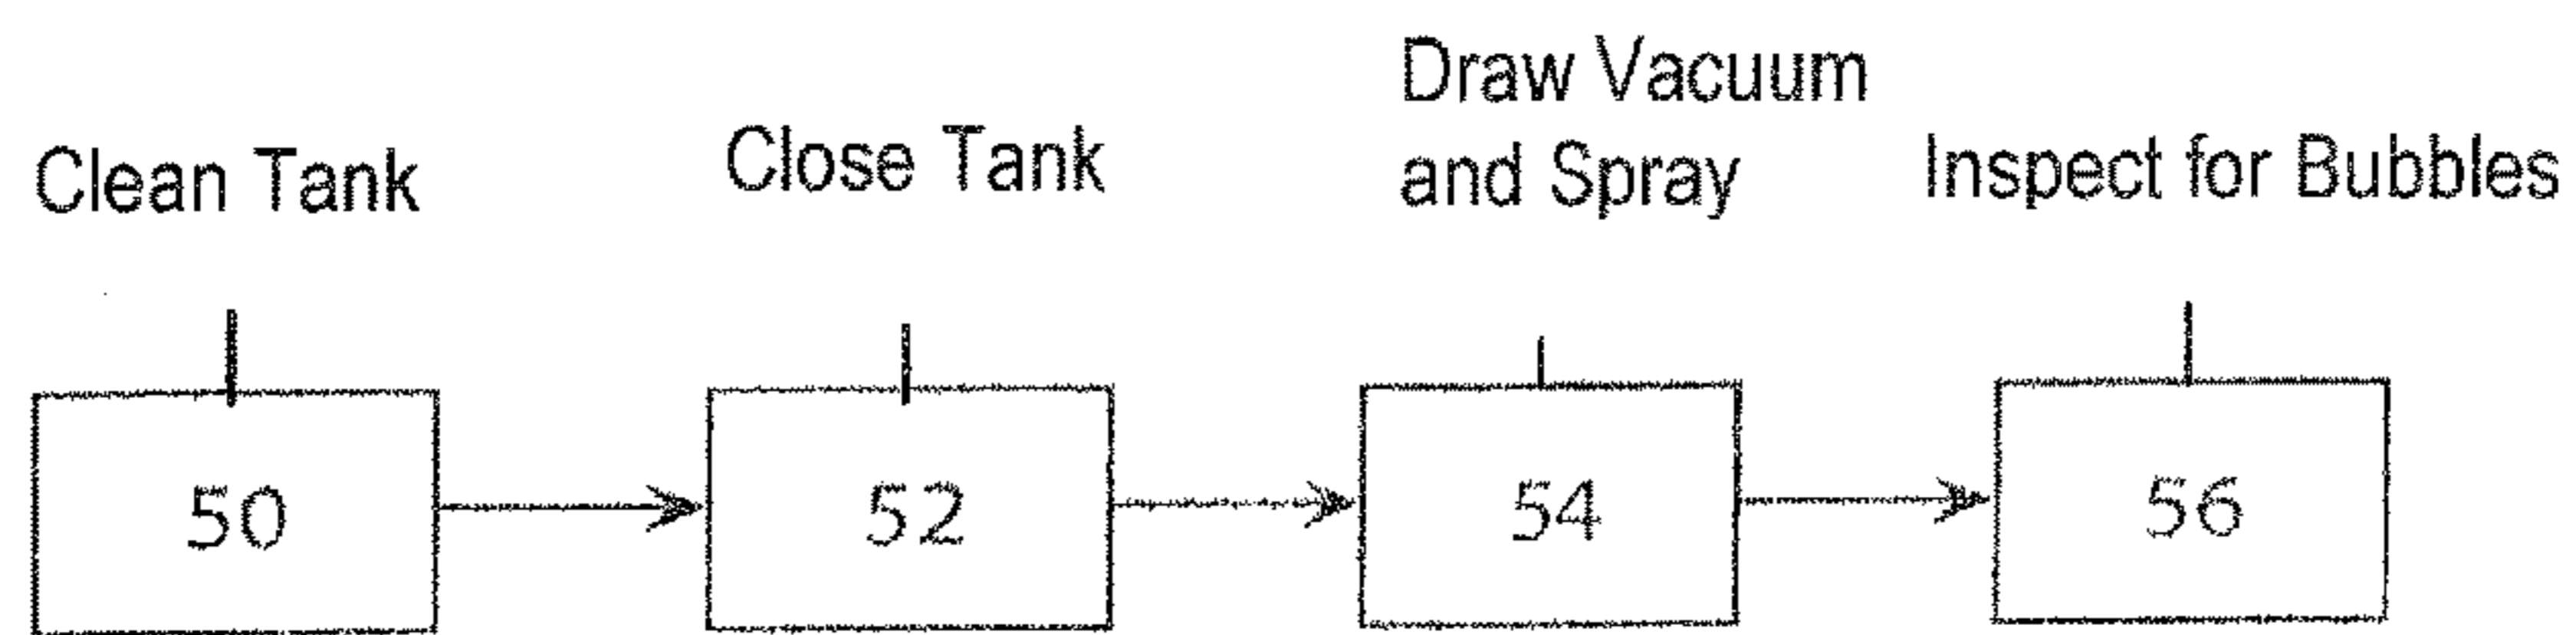 Clean Tank
Close Tank
Draw Vacuum
and Spray
Inspect for Bubbles
50
52
54
56